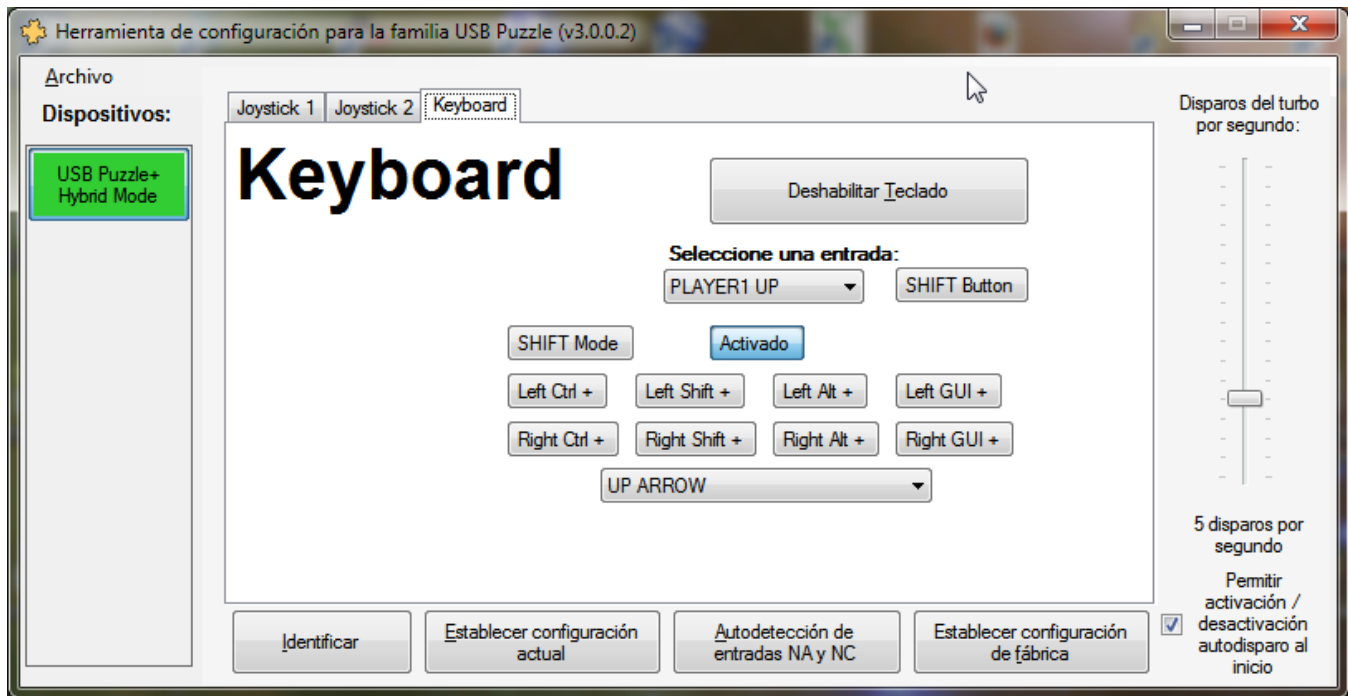 Herramienta de configuración para la familia USB Puzzle (v3.0.0.2)
Archivo
Dispositivos:
USB Puzzle+
Hybrid Mode
Joystick 1
Joystick 2
Keyboard
Keyboard
Deshabilitar Teclado
Seleccione una entrada:
PLAYER1 UP
SHIFT Button
SHIFT Mode
Activado
Left Ctrl +
Left Shift +
Left Alt +
Left GUI +
Right Ctrl +
Right Shift +
Right Alt +
Right GUI +
UP ARROW
Identificar
Establecer configuración
actual
Autodetección de
entradas NA y NC
Establecer configuración
de fábrica
Disparos del turbo
por segundo:
5 disparos por
segundo
Permitir
activación /
desactivación
autodisparo al
inicio